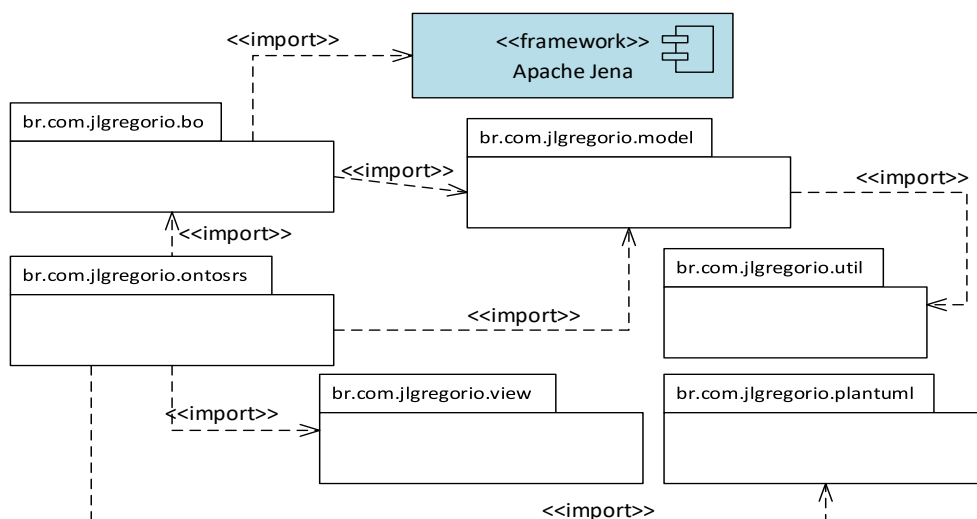 <<import>>
<<framework>>
Apache Jena
br.com.jlgregorio.bo
br.com.jlgregorio.model
<<import>>
<<import>>
<<import>>
br.com.jlgregorio.ontosrs
br.com.jlgregorio.util
<<import>>
br.com.jlgregorio.view
br.com.jlgregorio.plantuml
<<import>>
<<import>>